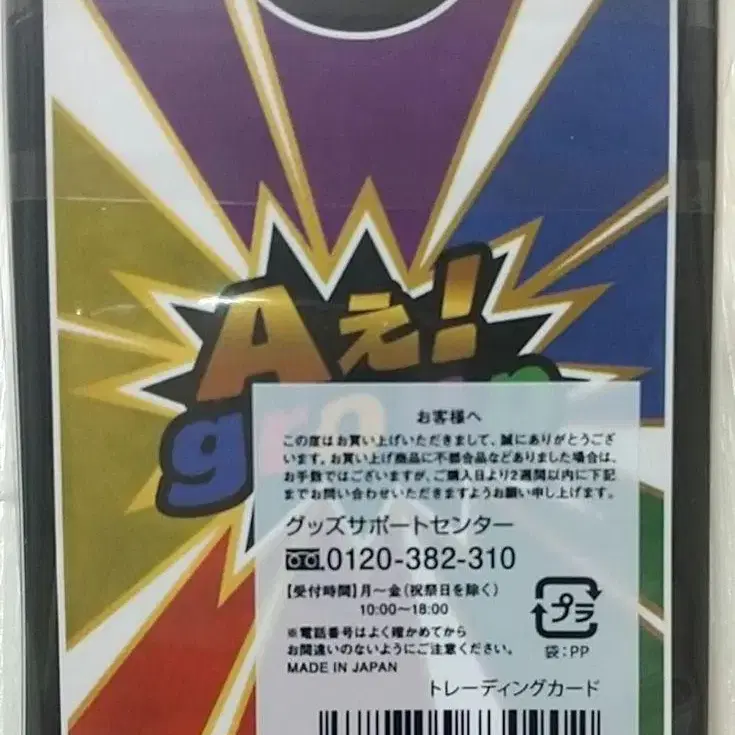 Aえ!
group
お客様へ
この度はお買い上げいただきまして、誠にありがとうござ
います。お買い上げ商品に不都合品などありました場合は、
お手数ではございますが、ご購入日より2週間以内に下記
までお問い合わせいただきますようお願い申し上げます。
グッズサポートセンター
0120-382-310
【受付時間】月〜金(祝祭日を除く)
10:00〜18:00
※電話番号はよく確かめてから
お間違いのないようにご注意ください。
MADE IN JAPAN
プラ
袋:PP
トレーディングカード